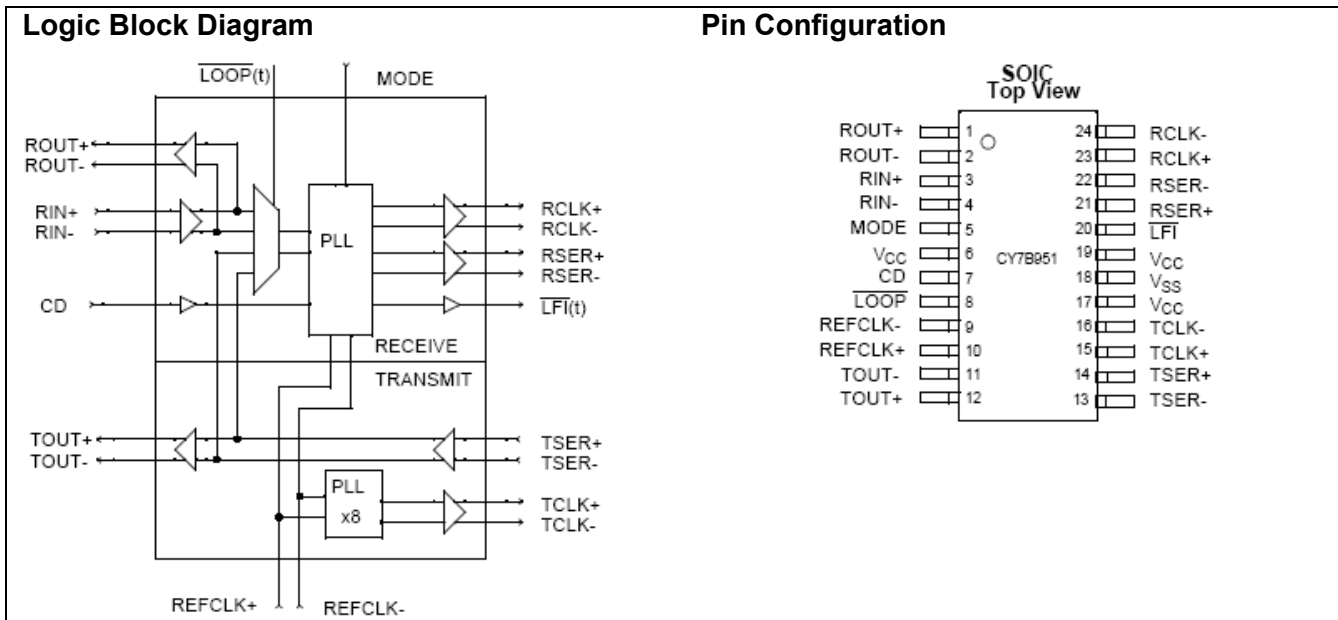 Logic Block Diagram
LOOP(t)
MODE
ROUT+
ROUT-
RIN+
RIN-
CD
PLL
RCLK+
RCLK-
RSER+
RSER-
LFI(t)
RECEIVE
TRANSMIT
TOUT+
TOUT-
TSER+
TSER-
PLL
x8
TCLK+
TCLK-
REFCLK+
REFCLK-
Pin Configuration
SOIC
Top View
ROUT+ 1
ROUT- 2
RIN+ 3
RIN- 4
MODE 5
VCC 6
CD 7
LOOP 8
REFCLK- 9
REFCLK+ 10
TOUT- 11
TOUT+ 12
CY7B951
24 RCLK-
23 RCLK+
22 RSER-
21 RSER+
20 LFI
19 VCC
18 VSS
17 VCC
16 TCLK-
15 TCLK+
14 TSER+
13 TSER-